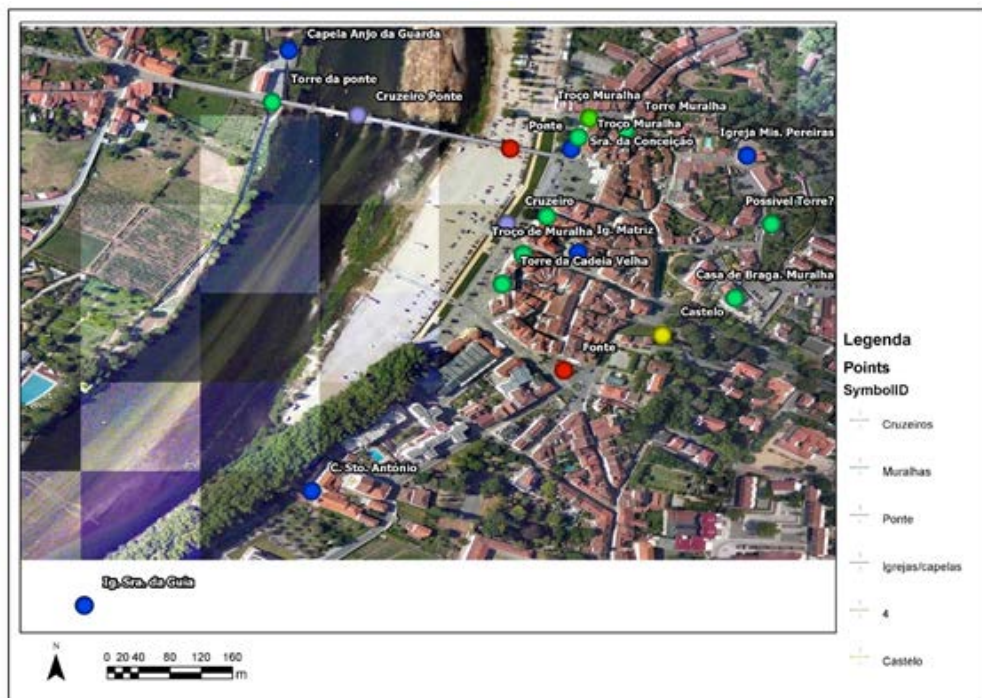 Capela Anjo da Guarda
Torre da ponte
Cruzeiro Ponte
Troço Muralha
Torre Muralha
Ponte
Troço Muralha
Sra. da Conceição
Igreja Mis. Pereiras
Cruzeiro
Possível Torre?
Troço de Muralha
Ig. Matriz
Torre da Cadeia Velha
Casa de Braga. Muralha
Castelo
Fonte
C. Sto. António
Ig. Sra. da Guia
Legenda
Points
SymbolID
Cruzeiros
Muralhas
Ponte
Igrejas/capelas
4
Castelo
N
0 20 40 80 120 160
m